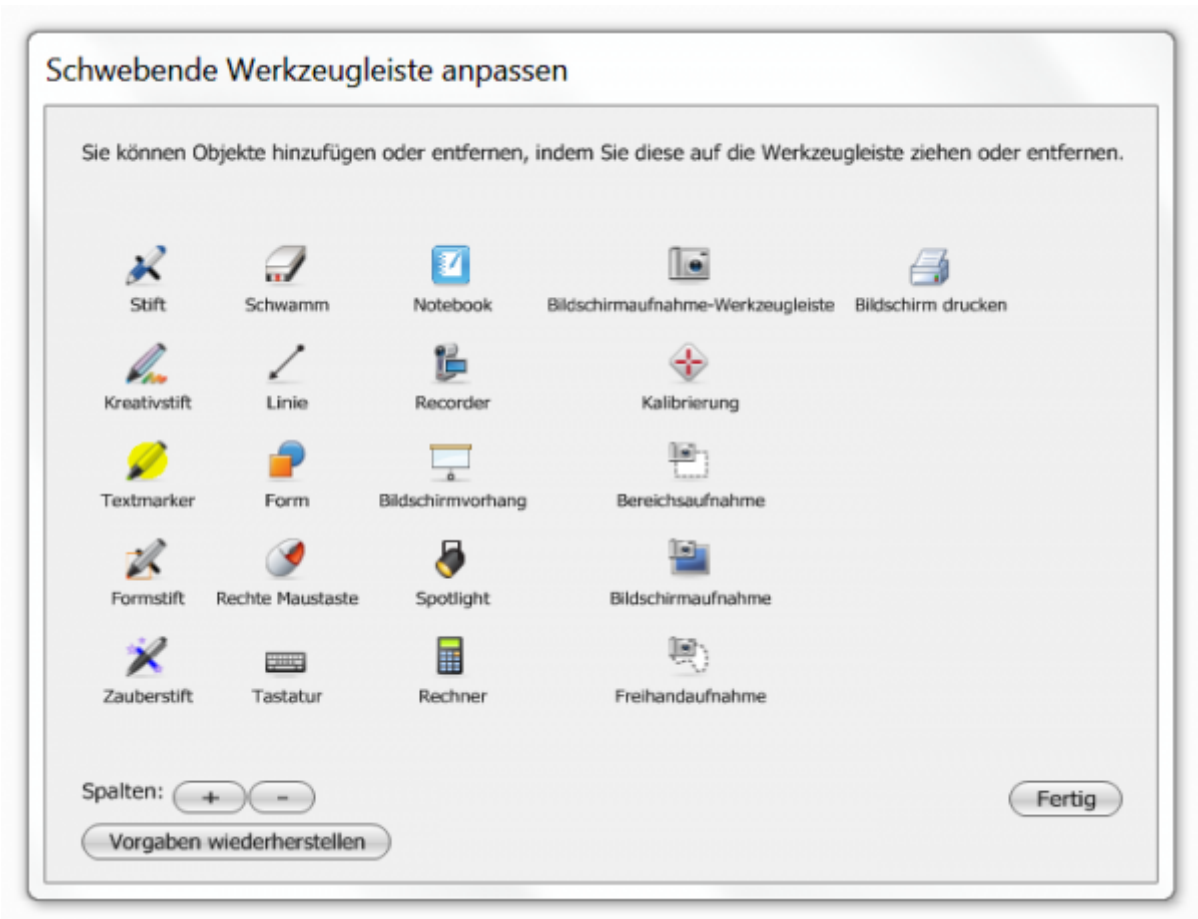 Schwebende Werkzeugleiste anpassen
Sie können Objekte hinzufügen oder entfernen, indem Sie diese auf die Werkzeugleiste ziehen oder entfernen.
Stift Schwamm Notebook Bildschirmaufnahme-Werkzeugleiste Bildschirm drucken
Kreativstift Linie Recorder Kalibrierung
Textmarker Form Bildschirmvorhang Bereichsaufnahme
Formstift Rechte Maustaste Spotlight Bildschirmaufnahme
Zauberstift Tastatur Rechner Freihandaufnahme
Spalten: + - Fertig
Vorgaben wiederherstellen